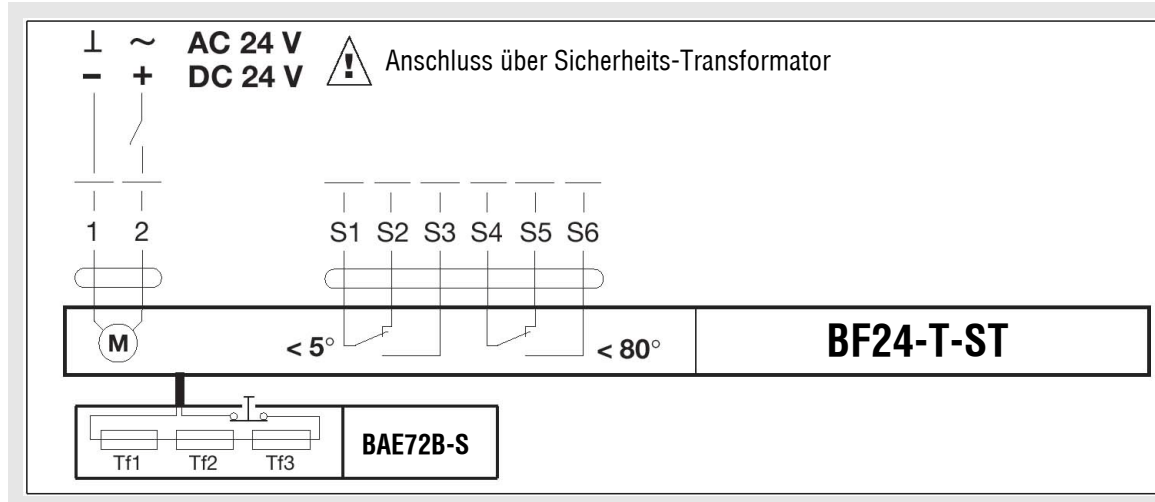 ⊥ ~ AC 24 V
– + DC 24 V
Anschluss über Sicherheits-Transformator
1 2
S1 S2 S3 S4 S5 S6
M
< 5°
< 80°
BF24-T-ST
Tf1 Tf2 Tf3
BAE72B-S